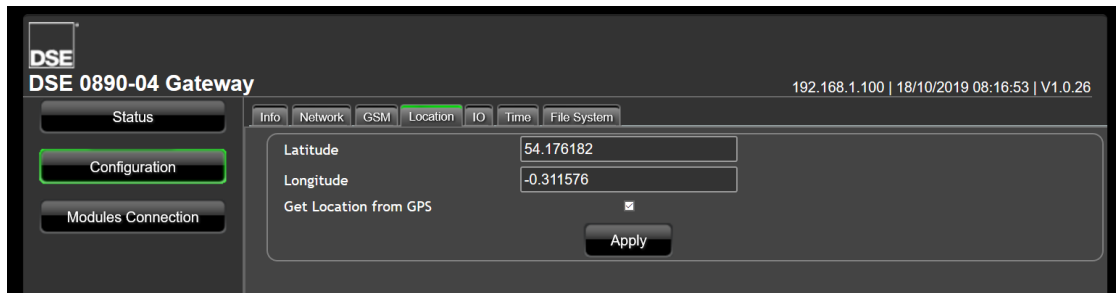 DSE
DSE 0890-04 Gateway
192.168.1.100 | 18/10/2019 08:16:53 | V1.0.26
Status
Info Network GSM Location IO Time File System
Configuration
Modules Connection
Latitude 54.176182
Longitude -0.311576
Get Location from GPS
Apply